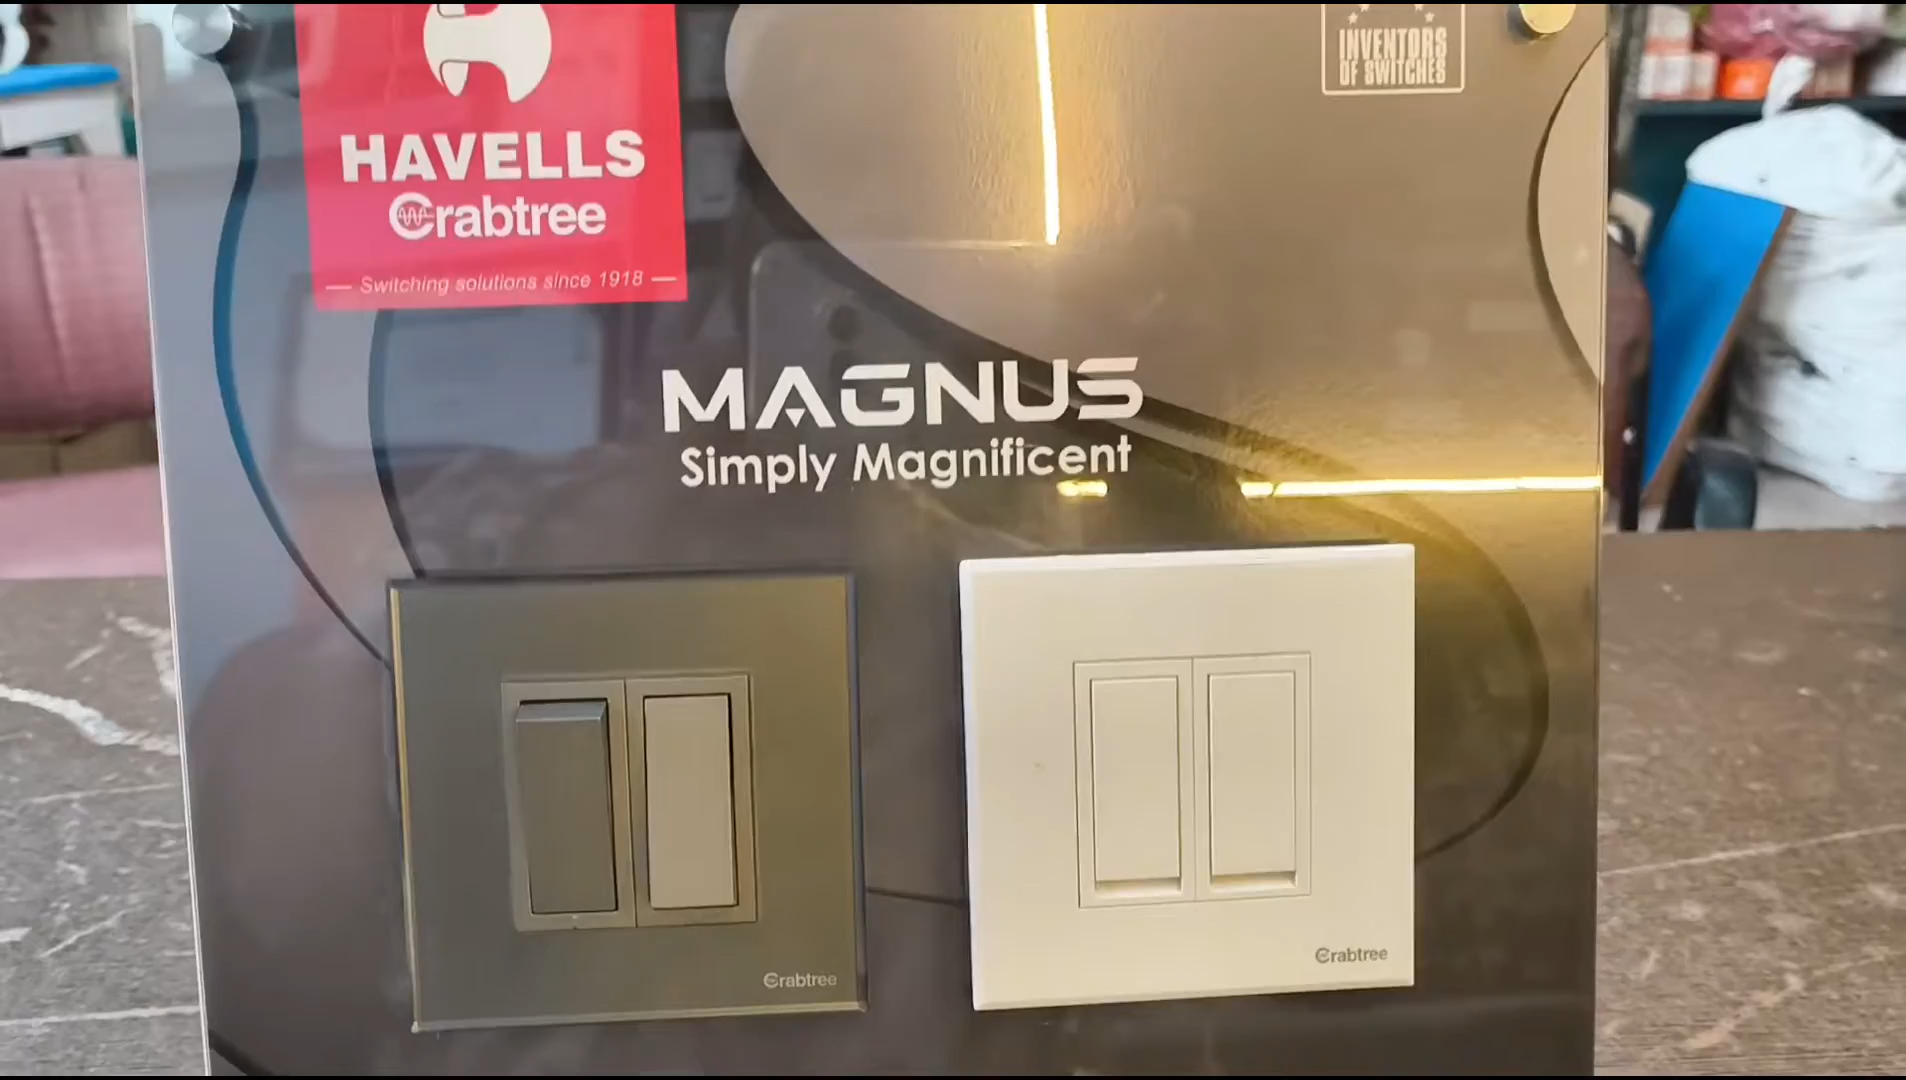 HAVELLS
Crabtree
Switching solutions since 1918
INVENTORS
OF SWITCHES
MAGNUS
Simply Magnificent
Crabtree
Crabtree